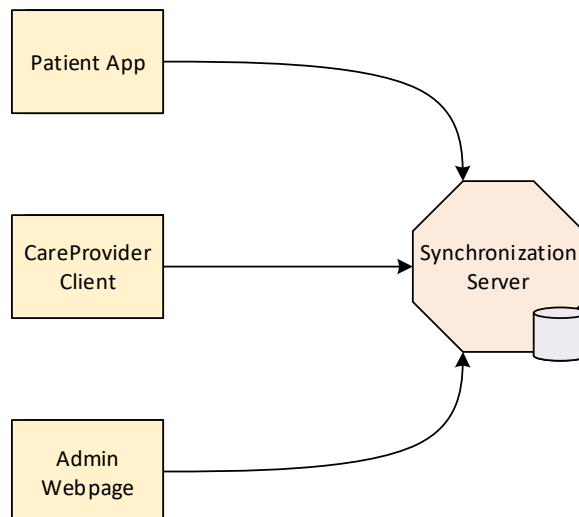 Patient App
CareProvider
Client
Synchronization
Server
Admin
Webpage